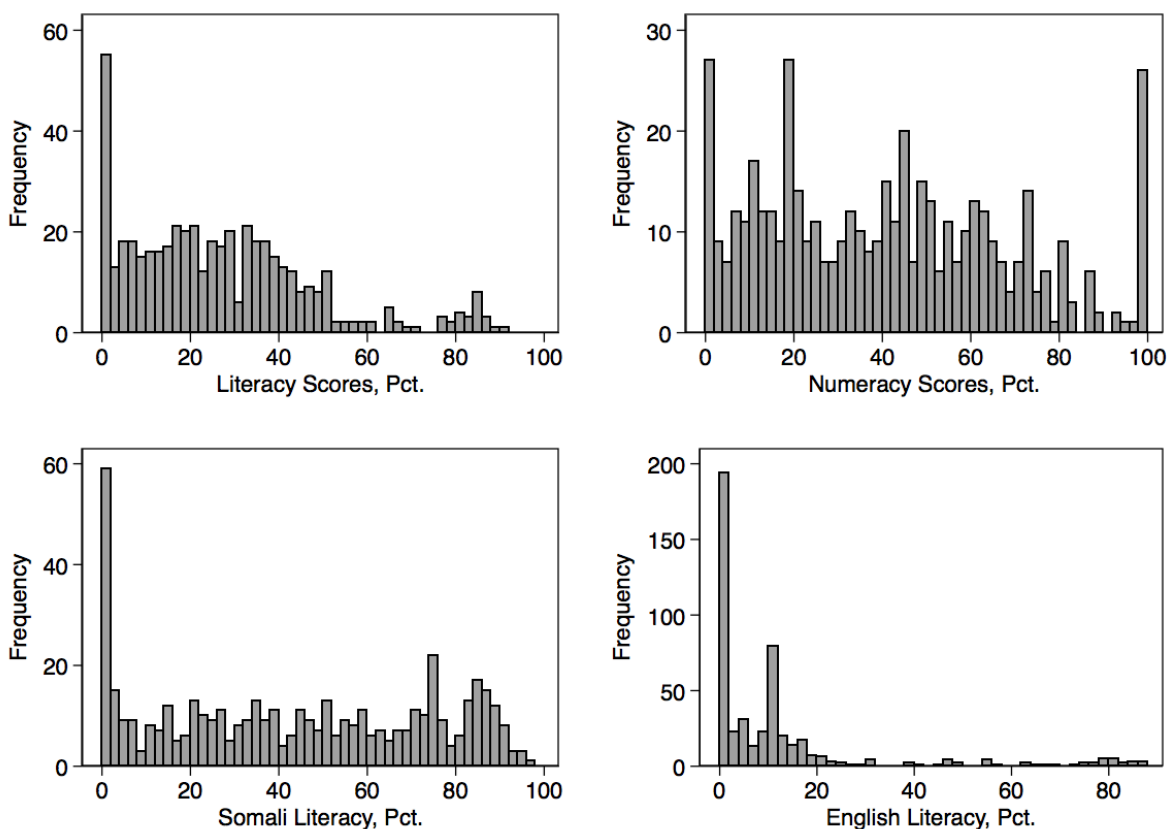 60
40
20
0
Frequency
0 20 40 60 80 100
Literacy Scores, Pct.
30
20
10
0
Frequency
0 20 40 60 80 100
Numeracy Scores, Pct.
60
40
20
0
Frequency
0 20 40 60 80 100
Somali Literacy, Pct.
200
150
100
50
0
Frequency
0 20 40 60 80
English Literacy, Pct.